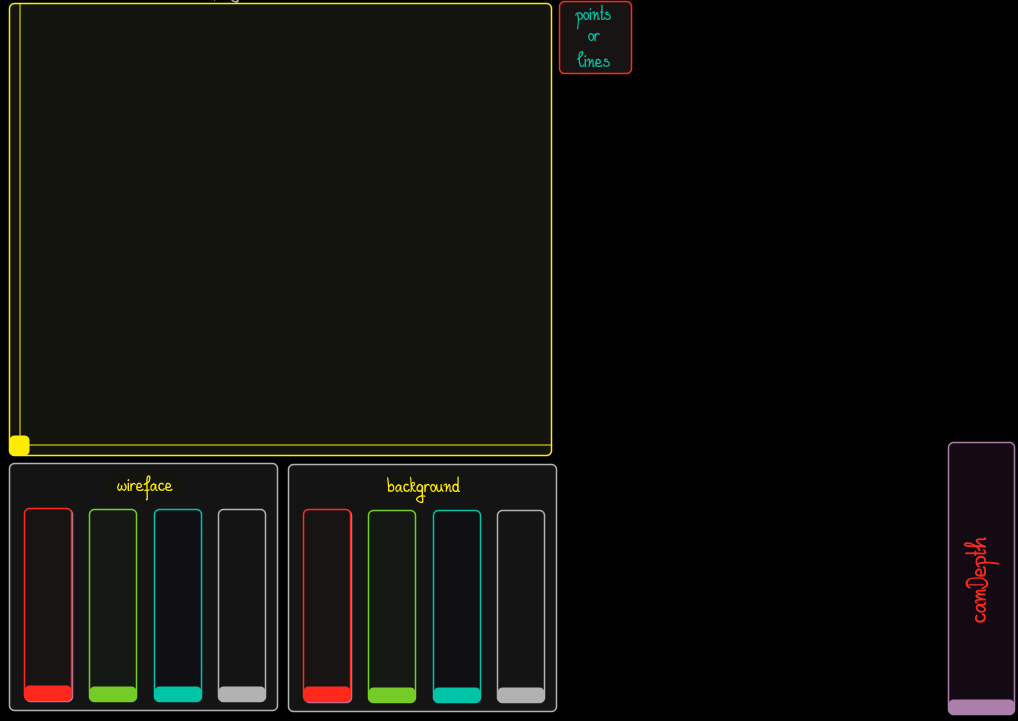 points
or
lines
wireface
background
camDepth